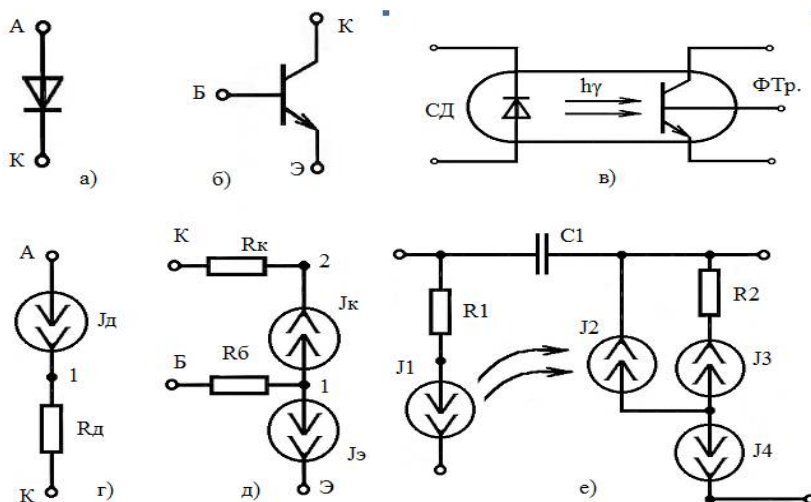 А
К
а)
К
Б
Э
б)
СД
hγ
ФТр.
в)
А
Jд
1
Rд
К
г)
К
Rк
2
Jк
Б
Rб
1
Jэ
Э
д)
C1
R1
R2
J1
J2
J3
J4
е)